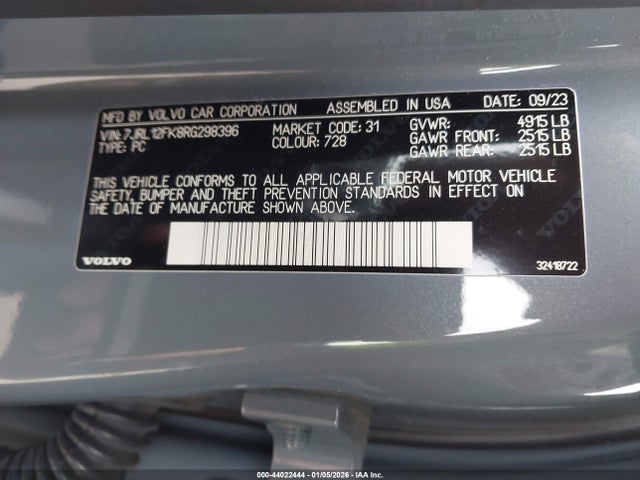 MFD BY VOLVO CAR CORPORATION ASSEMBLED IN USA DATE: 09/23
VIN: 7JRL12FK8RG298396 MARKET CODE: 31 GVWR: 4915 LB
TYPE: PC COLOUR: 728 GAWR FRONT: 2515 LB
GAWR REAR: 2515 LB
THIS VEHICLE CONFORMS TO ALL APPLICABLE FEDERAL MOTOR VEHICLE
SAFETY, BUMPER AND THEFT PREVENTION STANDARDS IN EFFECT ON
THE DATE OF MANUFACTURE SHOWN ABOVE.
VOLVO 32418722
000-44022444 - 01/05/2026 - IAA Inc.